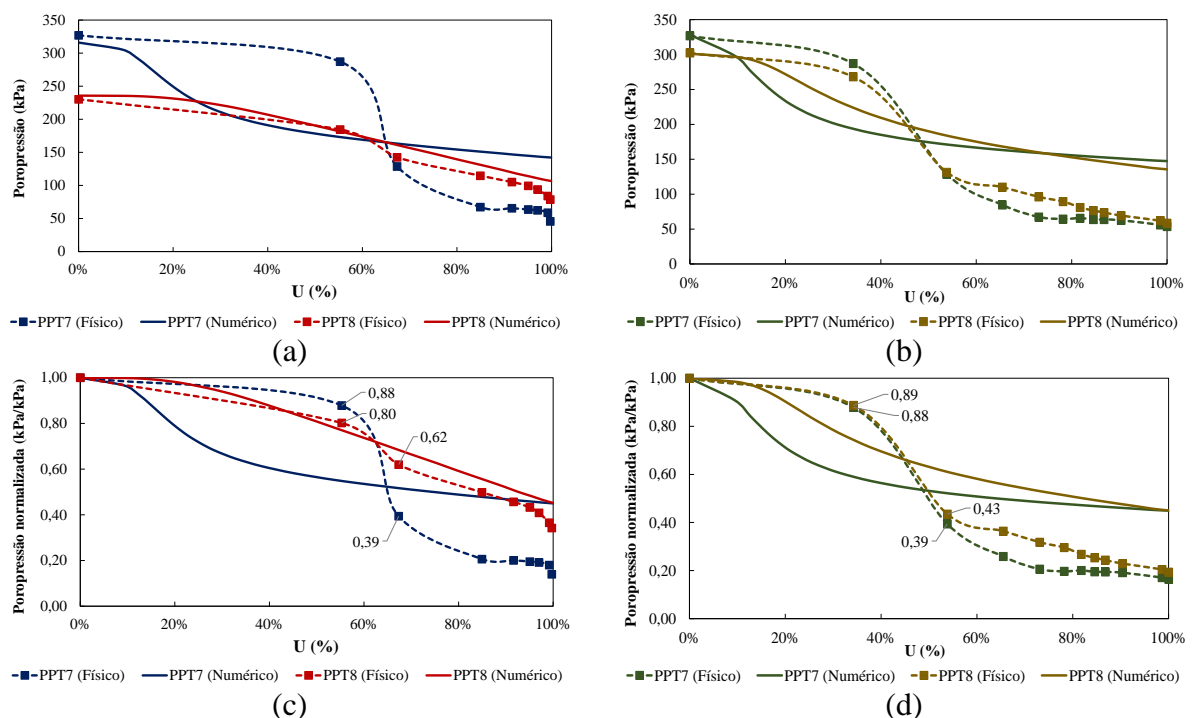 350
300
250
200
150
100
50
0
Poropressão (kPa)
0% 20% 40% 60% 80% 100%
U (%)
PPT7 (Físico) PPT7 (Numérico) PPT8 (Físico) PPT8 (Numérico)
(a)
350
300
250
200
150
100
50
0
Poropressão (kPa)
0% 20% 40% 60% 80% 100%
U (%)
PPT7 (Físico) PPT7 (Numérico) PPT8 (Físico) PPT8 (Numérico)
(b)
1,00
0,80
0,60
0,40
0,20
0,00
Poropressão normalizada (kPa/kPa)
0,88
0,80
0,62
0,39
0% 20% 40% 60% 80% 100%
U (%)
PPT7 (Físico) PPT7 (Numérico) PPT8 (Físico) PPT8 (Numérico)
(c)
1,00
0,80
0,60
0,40
0,20
0,00
Poropressão normalizada (kPa/kPa)
0,89
0,88
0,43
0,39
0% 20% 40% 60% 80% 100%
U (%)
PPT7 (Físico) PPT7 (Numérico) PPT8 (Físico) PPT8 (Numérico)
(d)